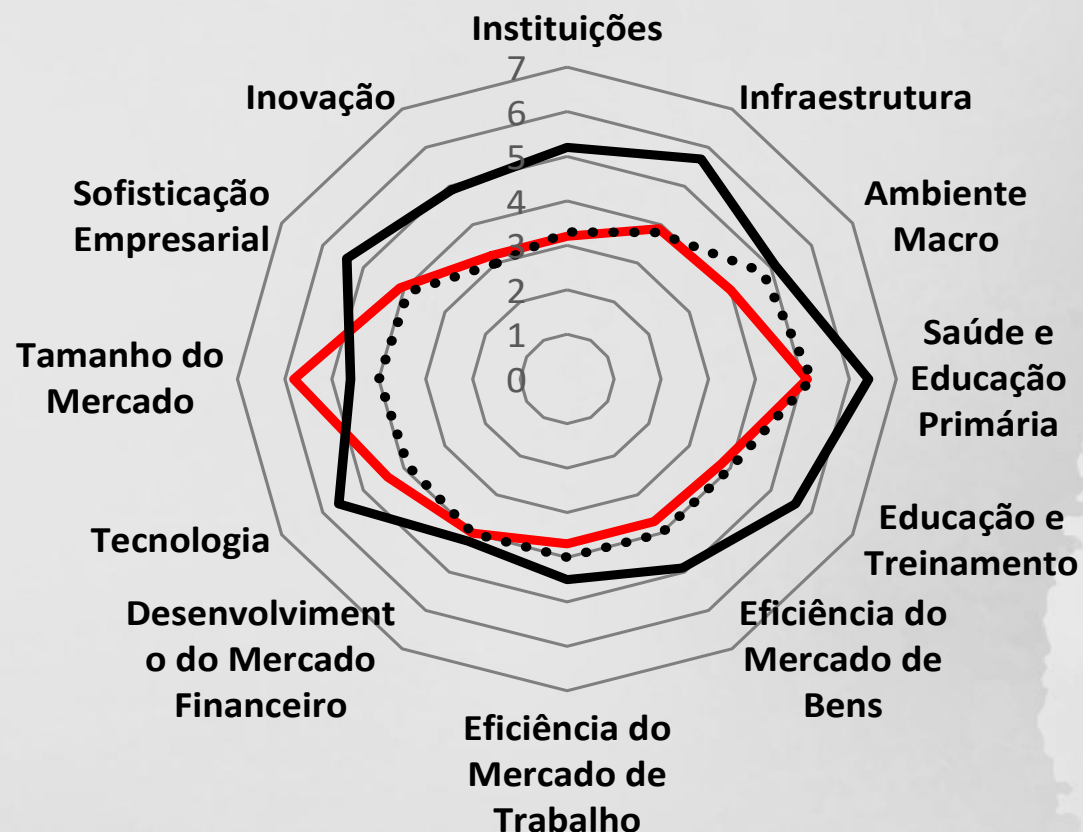 Instituições
Infraestrutura
Ambiente
Macro
Saúde e
Educação
Primária
Educação e
Treinamento
Eficiência do
Mercado de
Bens
Eficiência do
Mercado de
Trabalho
Desenvolviment
o do Mercado
Financeiro
Tecnologia
Tamanho do
Mercado
Sofisticação
Empresarial
Inovação
7
6
5
4
3
2
1
0